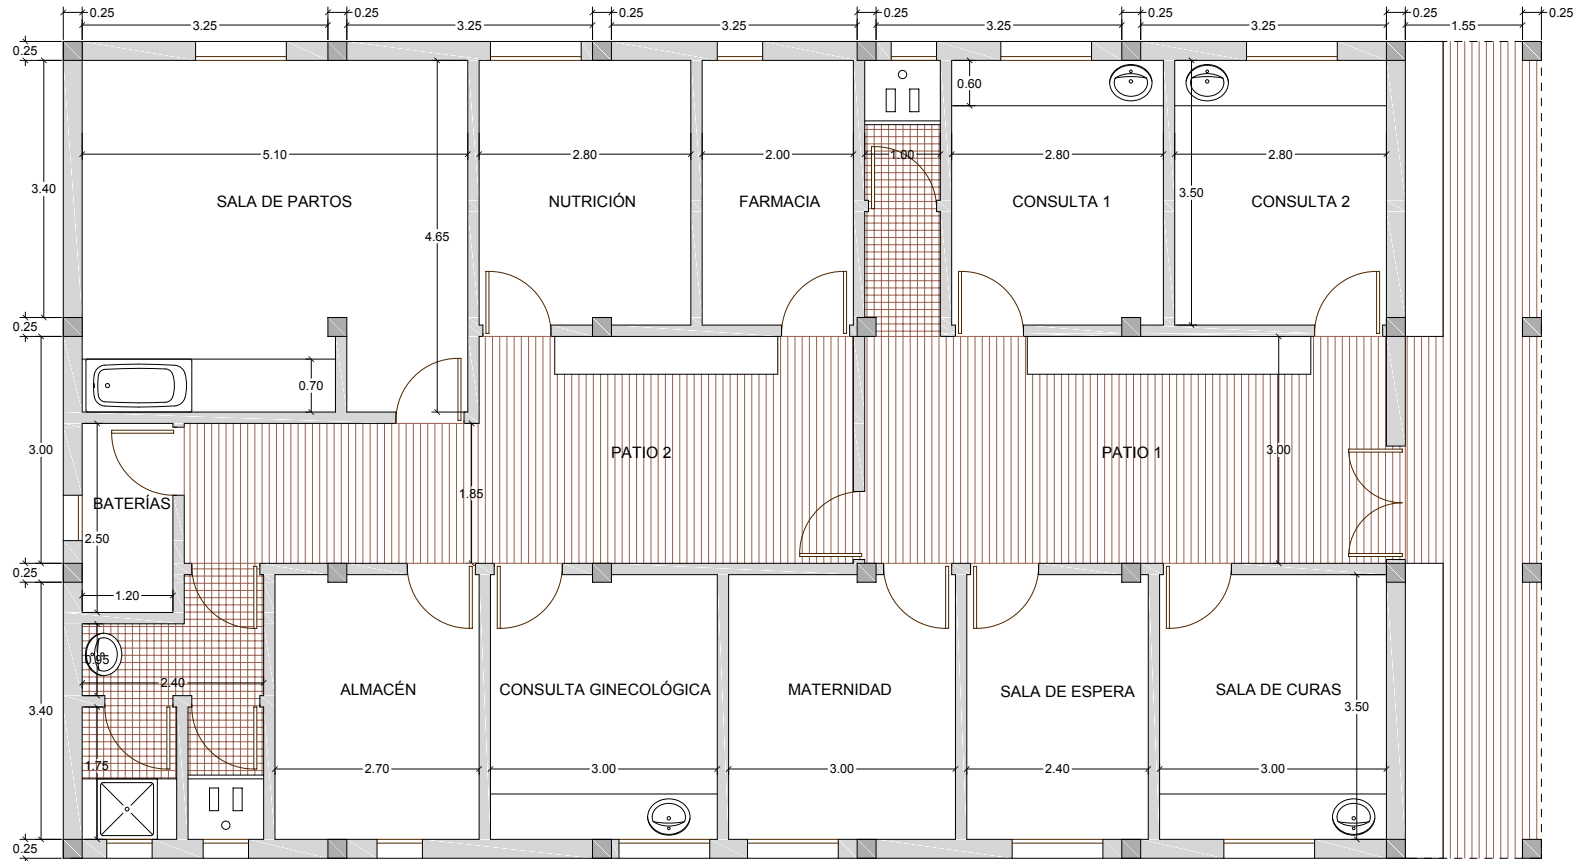 0.25 0.25 0.25 0.25 0.25 0.25 0.25
3.25 3.25 3.25 3.25 3.25 1.55
0.25
0.60
5.10 2.80 2.00 1.00 2.80 2.80
3.40
3.50
SALA DE PARTOS NUTRICIÓN FARMACIA CONSULTA 1 CONSULTA 2
4.65
0.25
0.70
3.00 PATIO 2 PATIO 1 3.00
1.85
BATERÍAS
2.50
0.25
1.20
0.95
2.40
ALMACÉN CONSULTA GINECOLÓGICA MATERNIDAD SALA DE ESPERA SALA DE CURAS
3.40
3.50
1.75
2.70 3.00 3.00 2.40 3.00
0.25